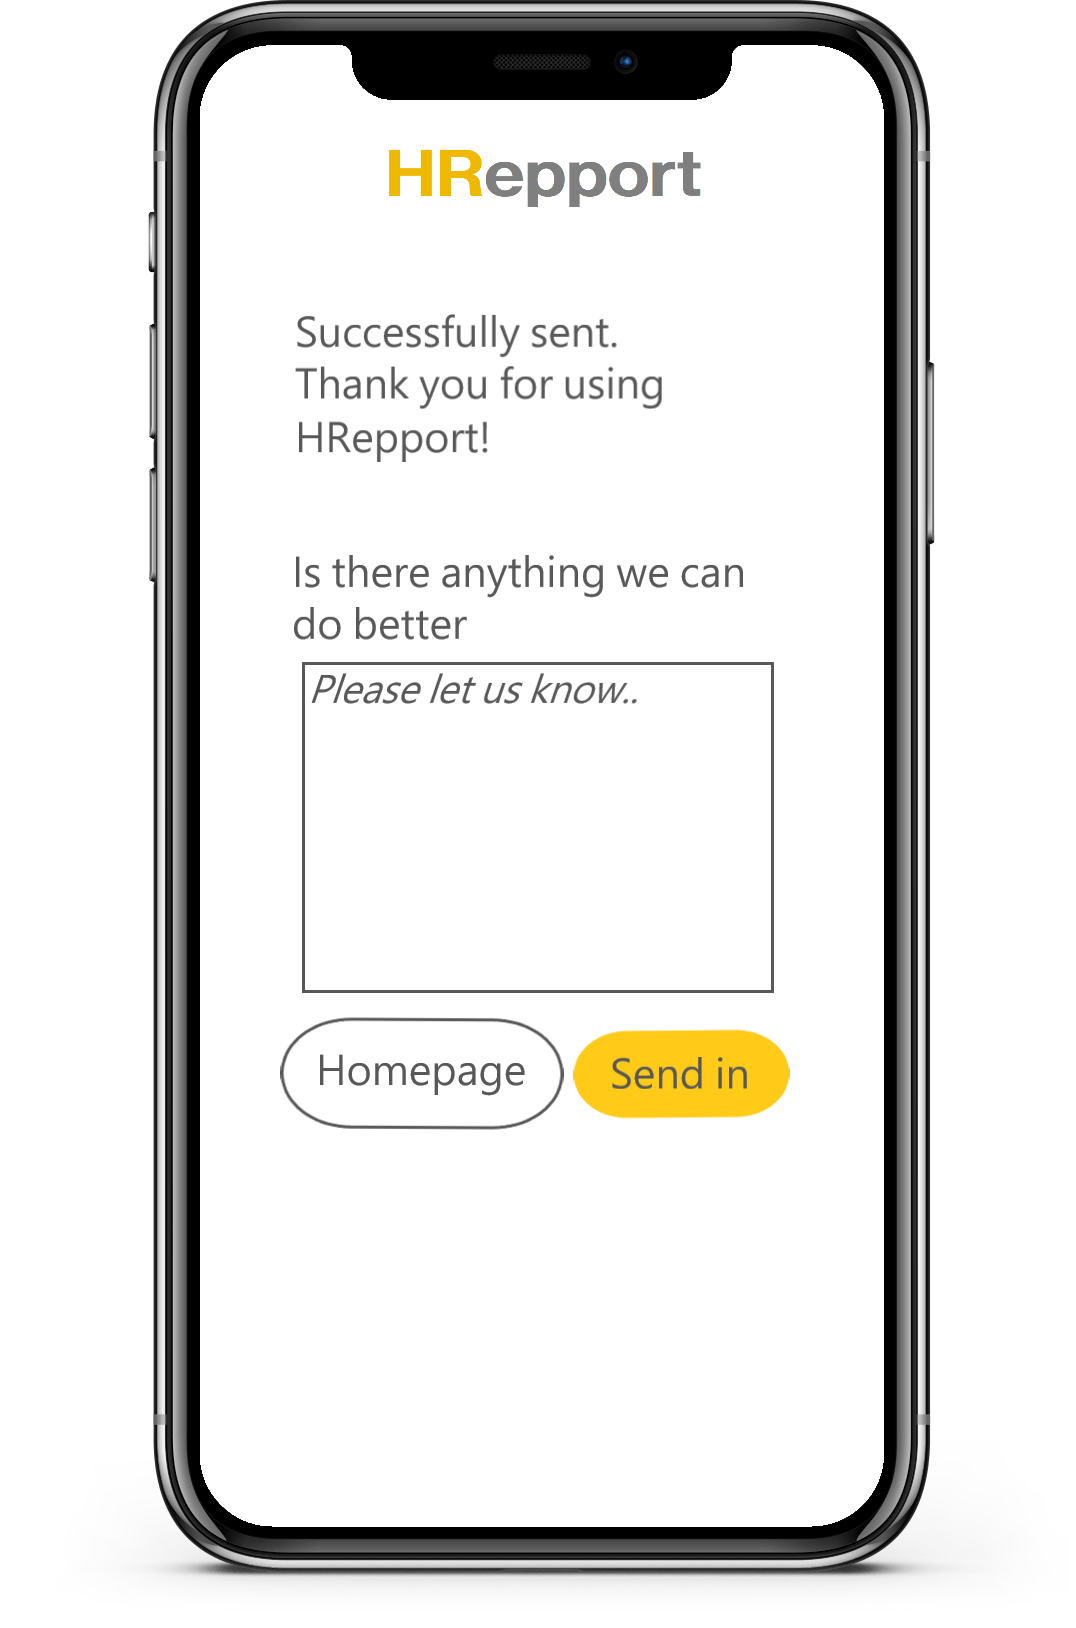 HRepport
Successfully sent.
Thank you for using
HRepport!
Is there anything we can
do better
Please let us know..
Homepage
Send in